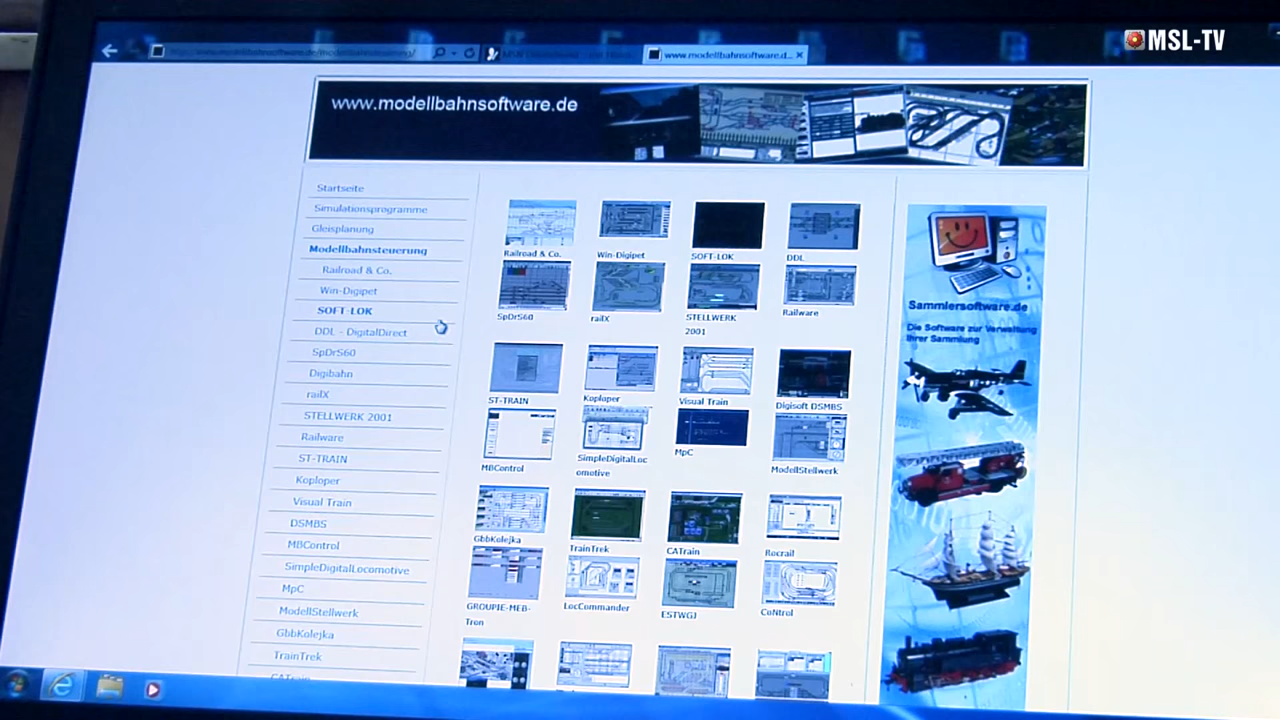 MSL-TV
www.modellbahnsoftware.d...
www.modellbahnsoftware.de
Startseite
Simulationsprogramme
Gleisplanung
Modellbahnsteuerung
Railroad & Co.
Win-Digipet
SOFT-LOK
DDL - DigitalDirect
SpDrS60
Digibahn
railX
STELLWERK 2001
Railware
ST-TRAIN
Koploper
Visual Train
DSMBS
MBControl
SimpleDigitalLocomotive
MpC
ModellStellwerk
GbbKolejka
TrainTrek
CATrain
Railroad & Co.
Win-Digipet
SOFT-LOK
DDL
SpDrS60
railX
STELLWERK
2001
Railware
ST-TRAIN
Koploper
Visual Train
Digisoft DSMBS
MBControl
SimpleDigitalLoc
omotive
MpC
ModellStellwerk
GbbKolejka
TrainTrek
CATrain
Rocrail
GROUPIE-MEB-
Tron
LocCommander
ESTWGJ
CoNtrol
Sammlersoftware.de
Die Software zur Verwaltung
Ihrer Sammlung